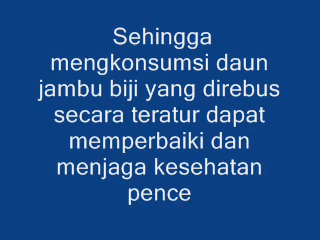 Sehingga
mengkonsumsi daun
jambu biji yang direbus
secara teratur dapat
memperbaiki dan
menjaga kesehatan
pence